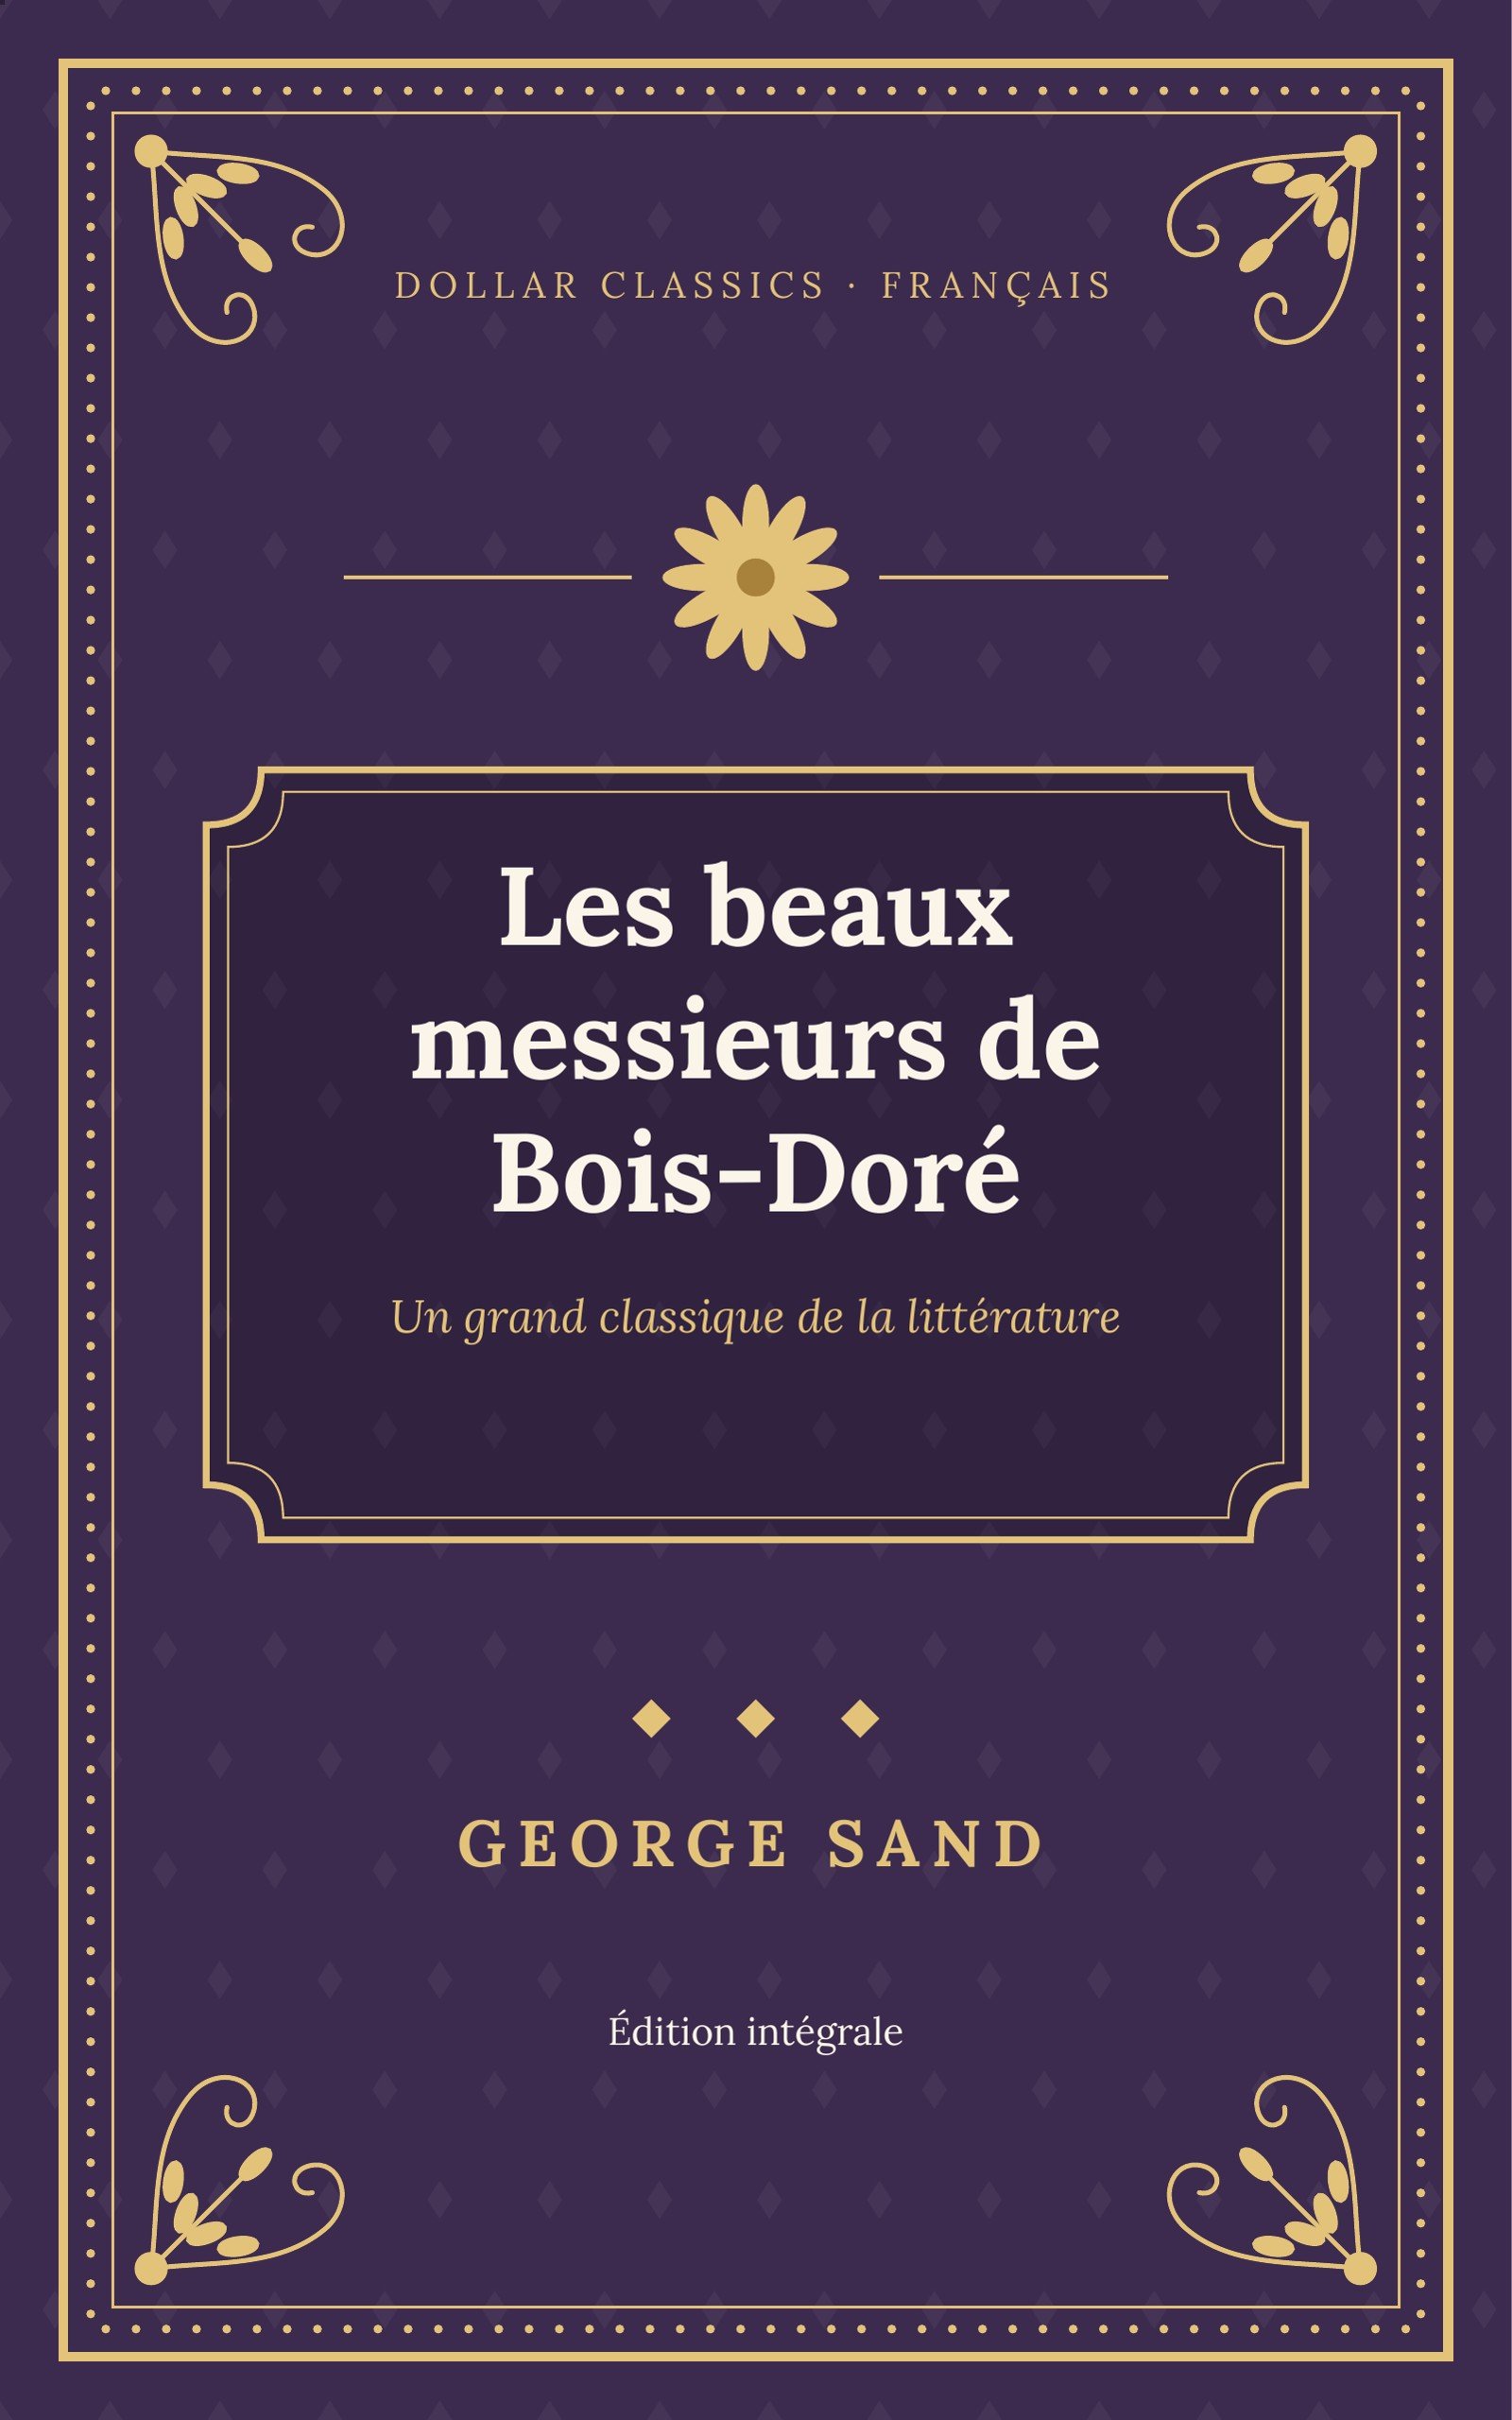 DOLLAR CLASSICS · FRANÇAIS
Les beaux
messieurs de
Bois-Doré
Un grand classique de la littérature
GEORGE SAND
Édition intégrale